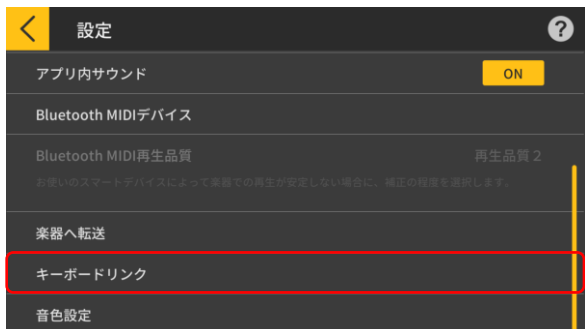 設定
?
アプリ内サウンド ON
Bluetooth MIDIデバイス
Bluetooth MIDI再生品質 再生品質 2
お使いのスマートデバイスによって楽器での再生が安定しない場合に、補正の程度を選択します。
楽器へ転送
キーボードリンク
音色設定